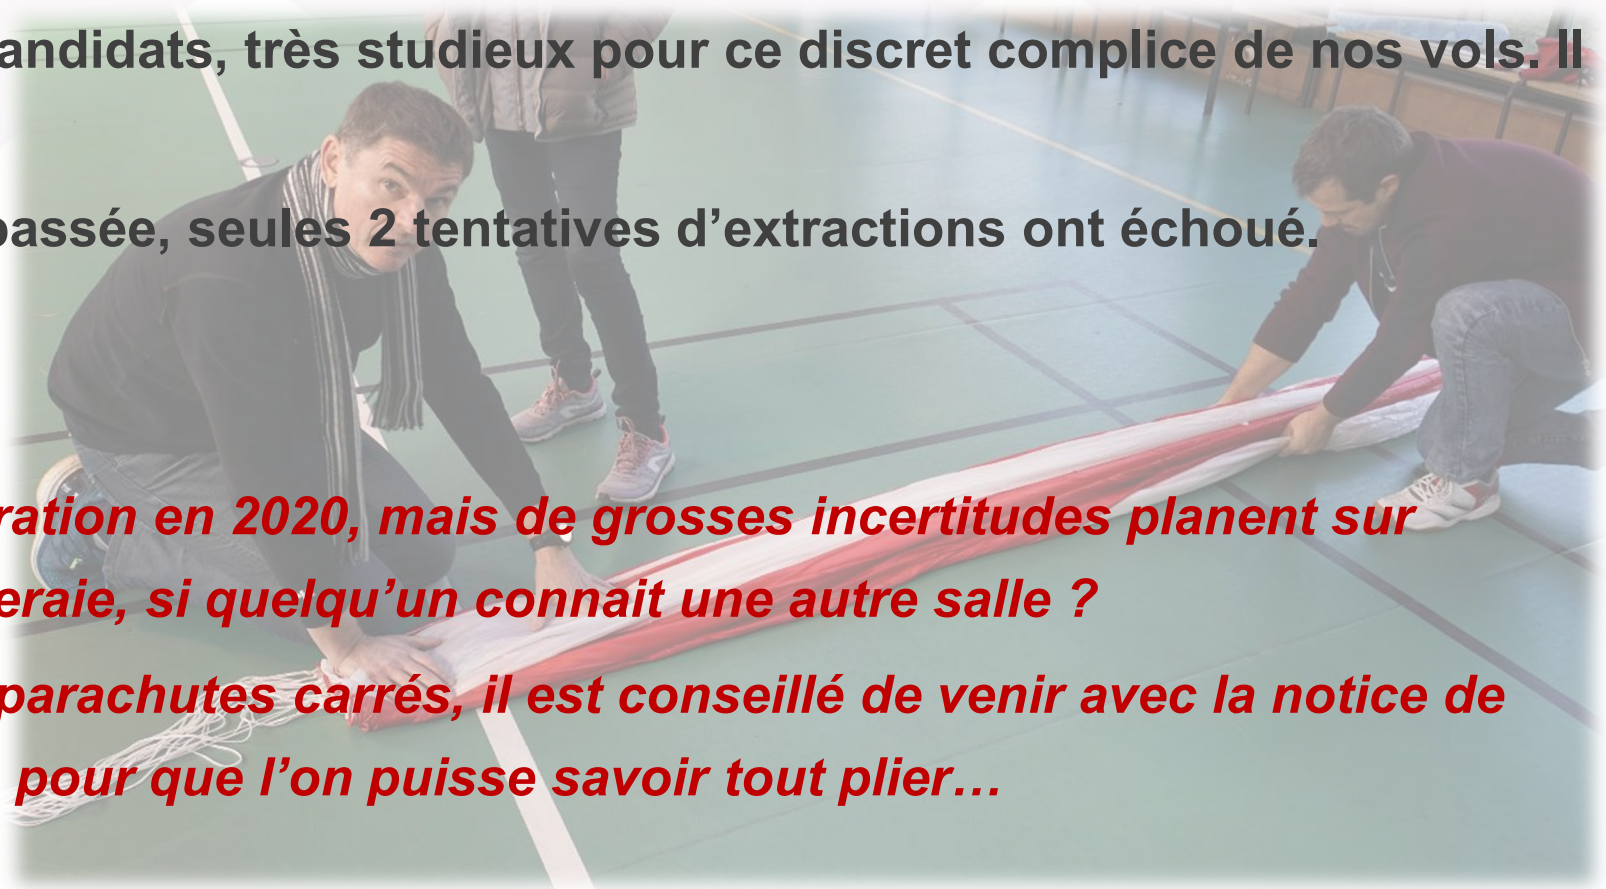 andidats, très studieux pour ce discret complice de nos vols. Il
passée, seules 2 tentatives d’extractions ont échoué.
ration en 2020, mais de grosses incertitudes planent sur
eraie, si quelqu’un connait une autre salle ?
parachutes carrés, il est conseillé de venir avec la notice de
pour que l’on puisse savoir tout plier…